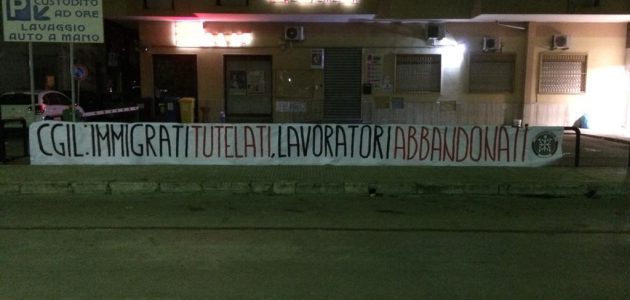 P CUSTODITO
AD ORE
LAVAGGIO
AUTO A MANO
CGIL: IMMIGRATI TUTELATI, LAVORATORI ABBANDONATI